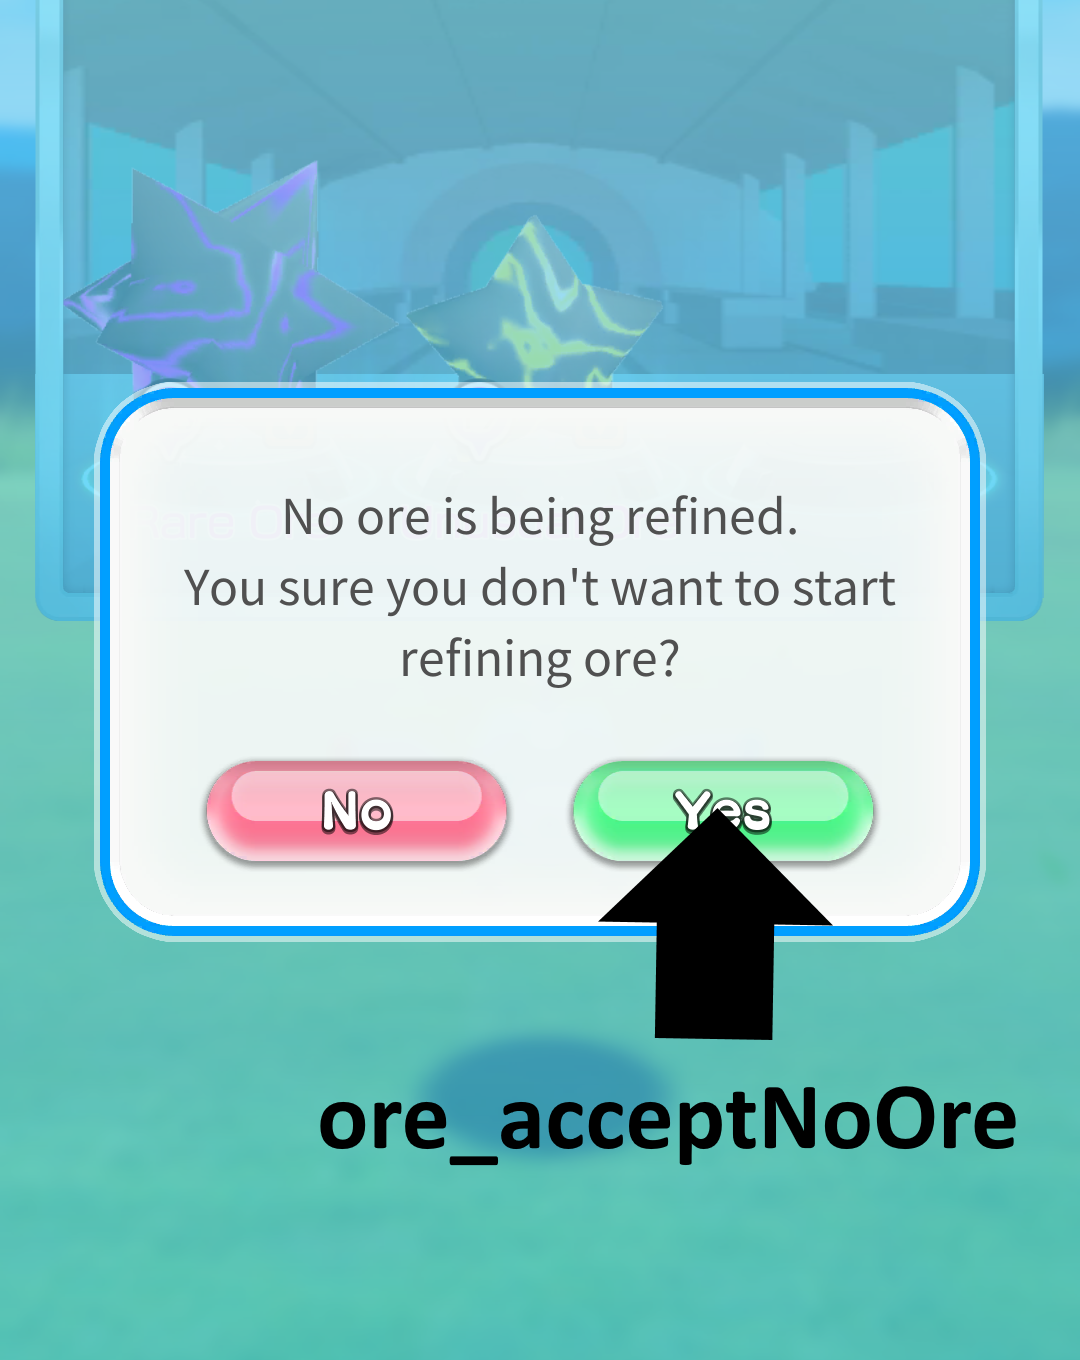 No ore is being refined.
You sure you don't want to start
refining ore?
No
Yes
ore_acceptNoOre